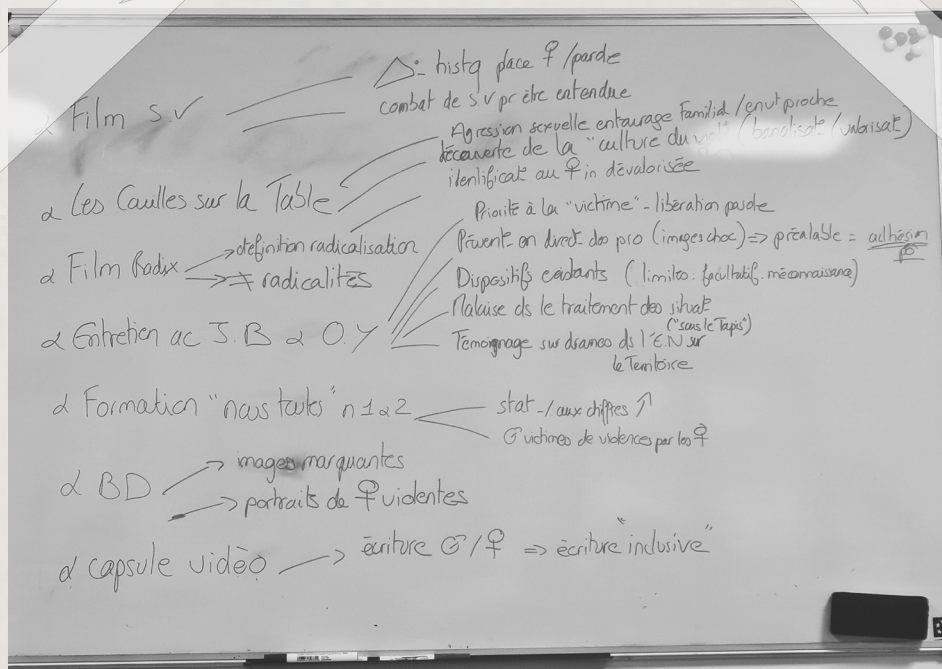 α Film S.V
Δ⁰- histq place ♀ /parole
combat de S.V pr être entendue
α Les Cailles sur la Table
Agression sexuelle entourage Familial/envt proche
découverte de la "culture du viol" (banalisat°/valorisat°)
identificat° au ♀ in dévalorisée
α Film Radix
→ définition radicalisation
→ ≠ radicalités
α Entretien ac J.B α O.Y
Priorité à la "victime" - libération parole
Prévent° en direct des pro (images choc) => préalable = adhésion
po
Dispositifs existants (limites : facultatif - méconnaissance)
Malaise ds le traitement des situat°
("sous le Tapis")
Témoignage sur drames ds l'E.N sur
le Territoire
α Formation "nous toutes" n 1 α 2
stat -/ aux chiffres ↑
♂ victimes de violences par les ♀
α BD
→ images marquantes
→ portraits de ♀ violentes
α capsule vidéo → écriture ♂/♀ => écriture "inclusive"